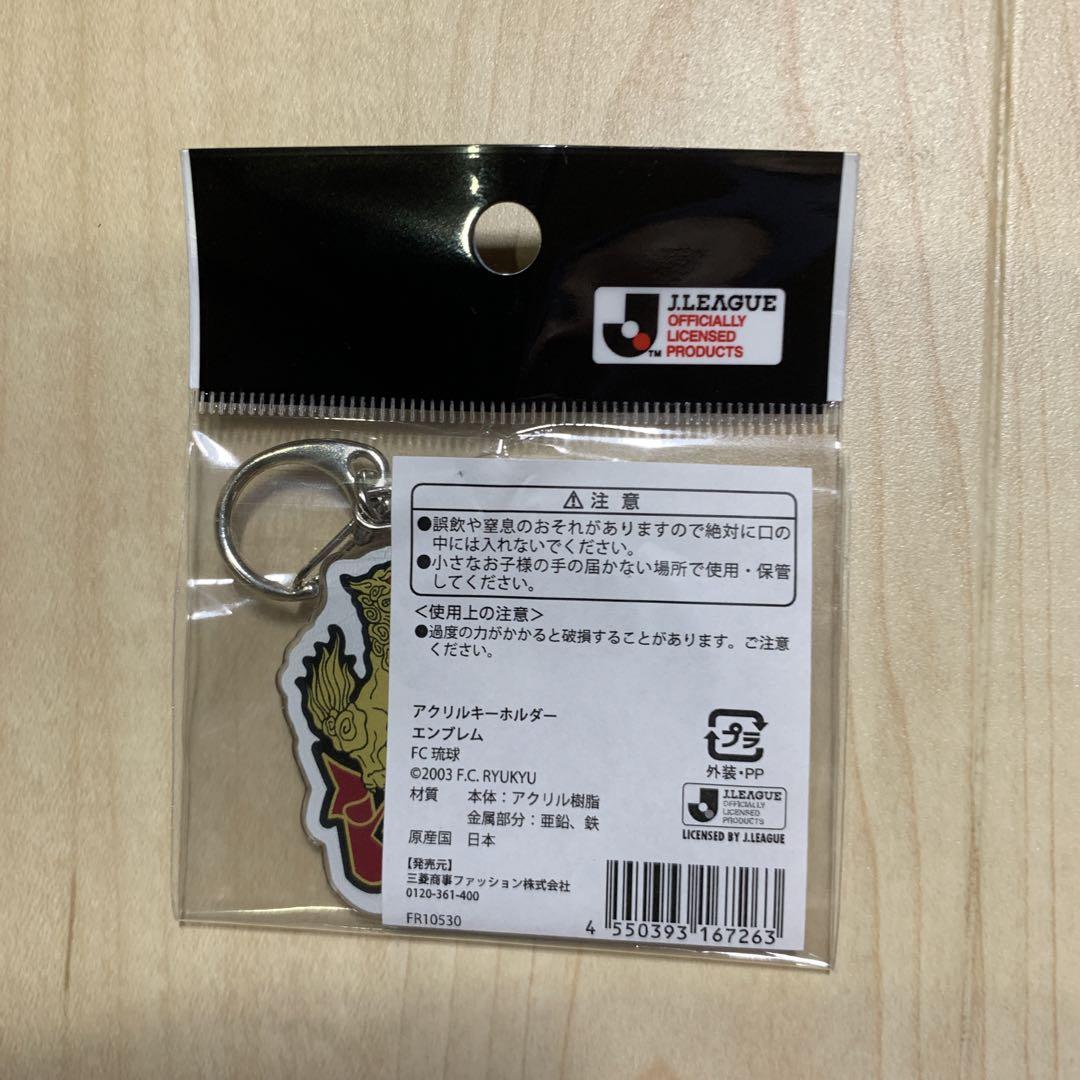 J.LEAGUE
OFFICIALLY
LICENSED
PRODUCTS
TM
⚠注意
●誤飲や窒息のおそれがありますので絶対に口の
中には入れないでください。
●小さなお子様の手の届かない場所で使用・保管
してください。
＜使用上の注意＞
●過度の力がかかると破損することがあります。ご注意
ください。
アクリルキーホルダー
エンブレム
FC 琉球
©2003 F.C. RYUKYU
材質 本体：アクリル樹脂
金属部分：亜鉛、鉄
原産国 日本
【発売元】
三菱商事ファッション株式会社
0120-361-400
FR10530
プラ
外装・PP
J.LEAGUE
OFFICIALLY
LICENSED
PRODUCTS
LICENSED BY J.LEAGUE
4 550393 167263